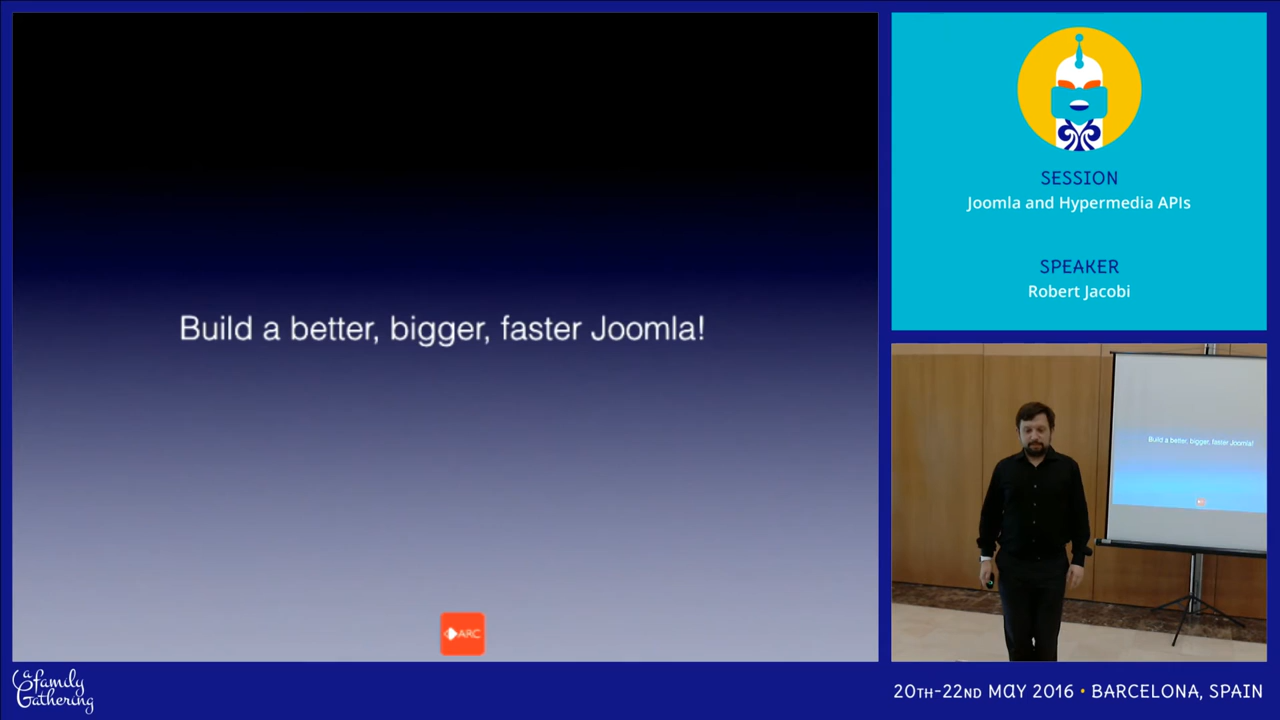 Build a better, bigger, faster Joomla!
ARC
SESSION
Joomla and Hypermedia APIs
SPEAKER
Robert Jacobi
Build a better, bigger, faster Joomla!
a family
Gathering
20TH-22ND MAY 2016 • BARCELONA, SPAIN